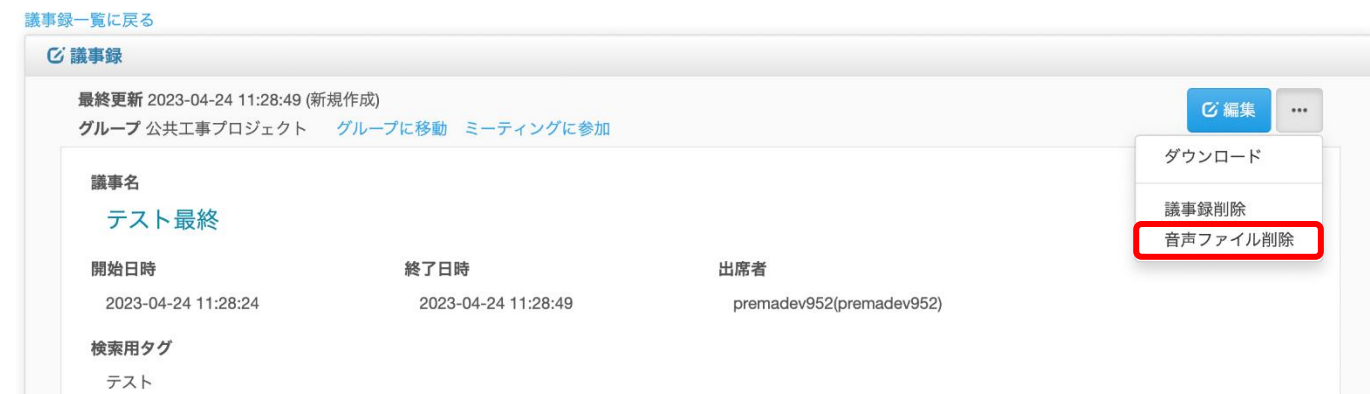 議事録一覧に戻る
議事録
最終更新 2023-04-24 11:28:49 (新規作成)
グループ 公共工事プロジェクト グループに移動 ミーティングに参加
編集 ...
ダウンロード
議事録削除
音声ファイル削除
議事名
テスト最終
開始日時 終了日時 出席者
2023-04-24 11:28:24 2023-04-24 11:28:49 premadev952(premadev952)
検索用タグ
テスト